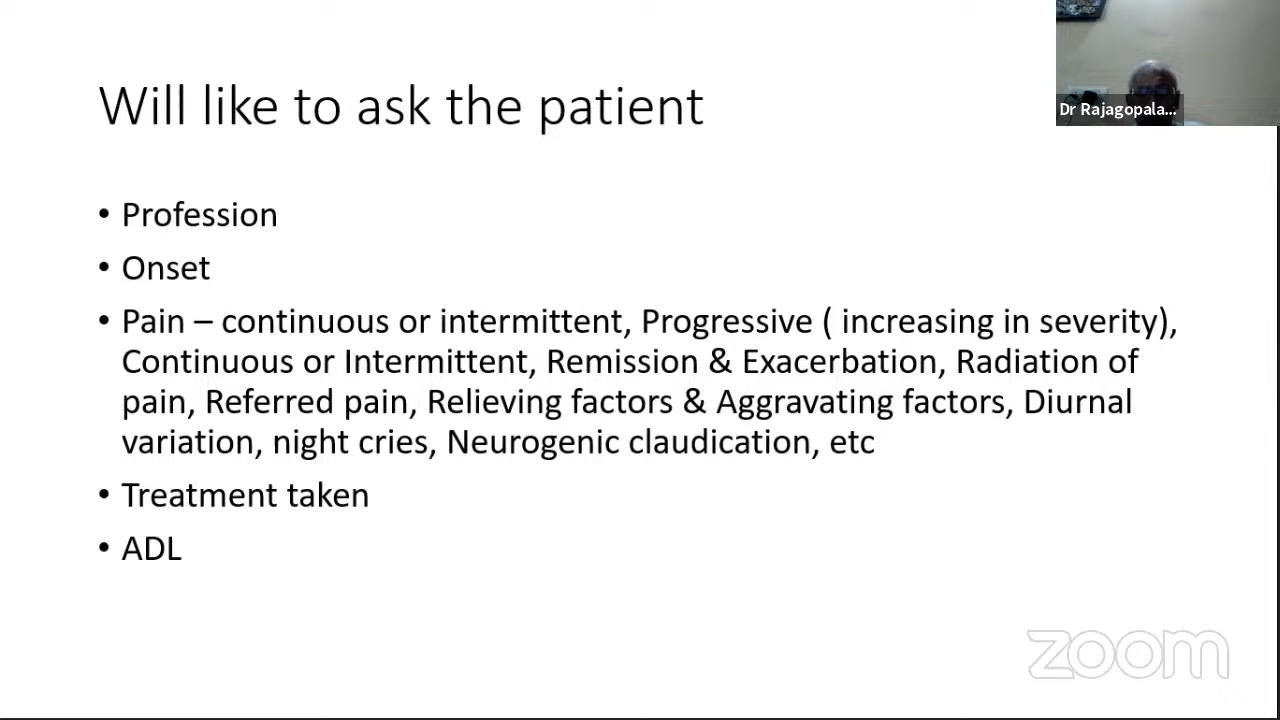 Will like to ask the patient
Dr Rajagopala...
• Profession
• Onset
• Pain – continuous or intermittent, Progressive ( increasing in severity),
Continuous or Intermittent, Remission & Exacerbation, Radiation of
pain, Referred pain, Relieving factors & Aggravating factors, Diurnal
variation, night cries, Neurogenic claudication, etc
• Treatment taken
• ADL
zoom